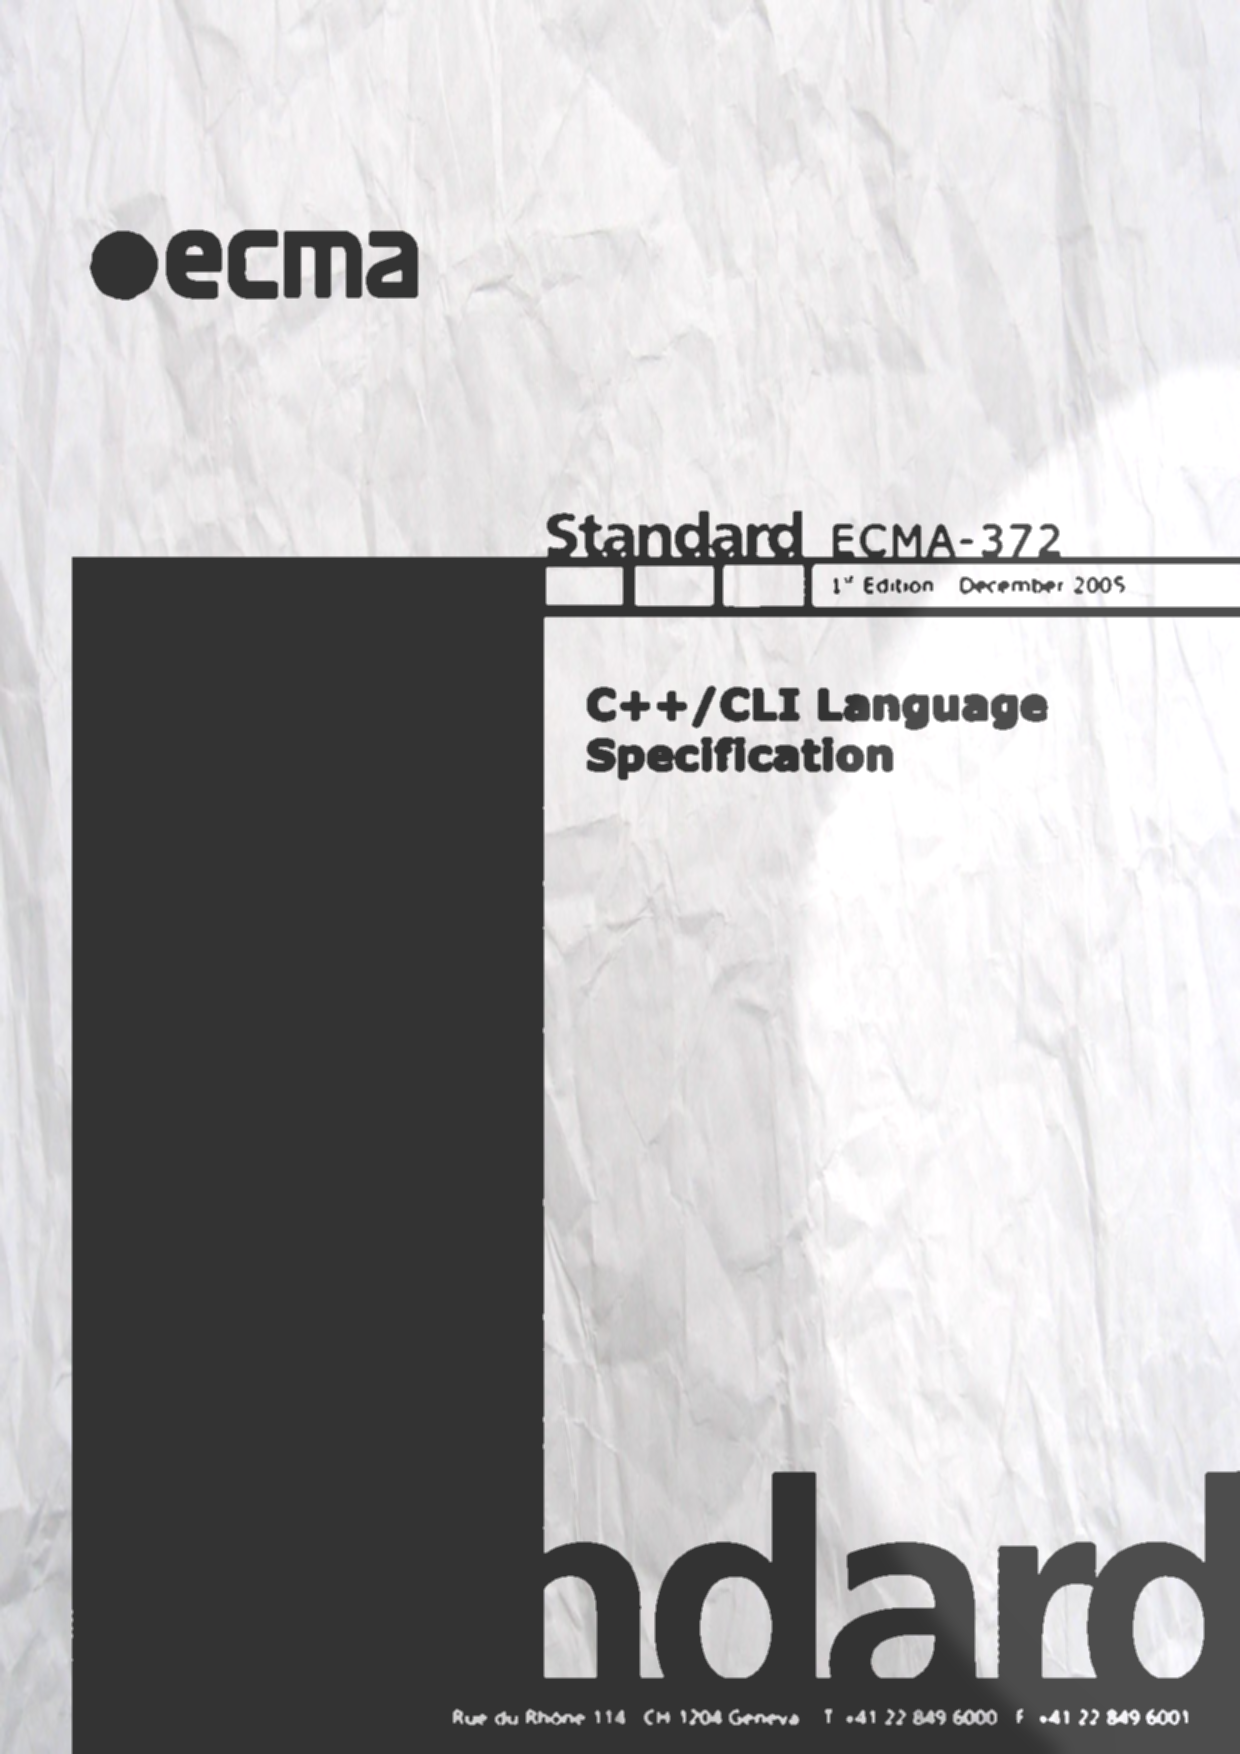 ecma
Standard ECMA-372
1st Edition December 2005
C++/CLI Language
Specification
ndard
Rue du Rhône 114 CH 1204 Geneva T +41 22 849 6000 F +41 22 849 6001